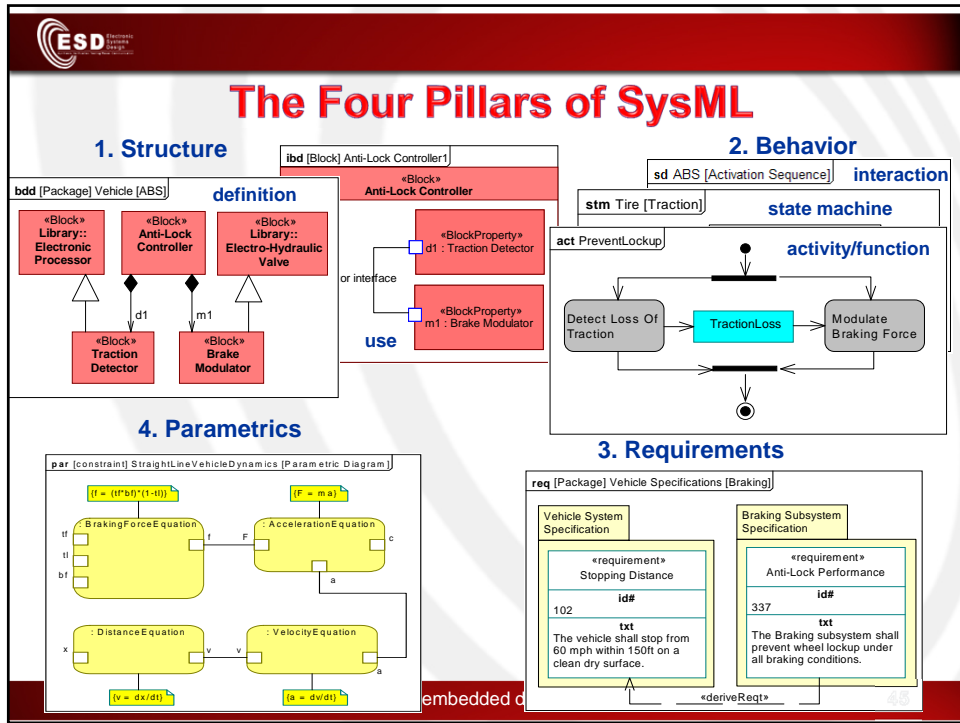 ESD Electronic
Systems
Design
The Four Pillars of SysML
1. Structure
bdd [Package] Vehicle [ABS]
definition
«Block»
Library::
Electronic
Processor
«Block»
Anti-Lock
Controller
«Block»
Library::
Electro-Hydraulic
Valve
d1
m1
«Block»
Traction
Detector
«Block»
Brake
Modulator
ibd [Block] Anti-Lock Controller1
«Block»
Anti-Lock Controller
«BlockProperty»
d1 : Traction Detector
or interface
«BlockProperty»
m1 : Brake Modulator
use
2. Behavior
sd ABS [Activation Sequence]
interaction
stm Tire [Traction]
state machine
act PreventLockup
activity/function
Detect Loss Of
Traction
TractionLoss
Modulate
Braking Force
4. Parametrics
par [constraint] StraightLineVehicleDynamics [Parametric Diagram]
{f = (tf*bf)*(1-tl)}
{F = ma}
: BrakingForceEquation
tf
tl
bf
f
F
: AccelerationEquation
c
a
: DistanceEquation
x
v
v
: VelocityEquation
a
{v = dx/dt}
{a = dv/dt}
3. Requirements
req [Package] Vehicle Specifications [Braking]
Vehicle System
Specification
«requirement»
Stopping Distance
id#
102
txt
The vehicle shall stop from
60 mph within 150ft on a
clean dry surface.
Braking Subsystem
Specification
«requirement»
Anti-Lock Performance
id#
337
txt
The Braking subsystem shall
prevent wheel lockup under
all braking conditions.
«deriveReqt»
embedded d